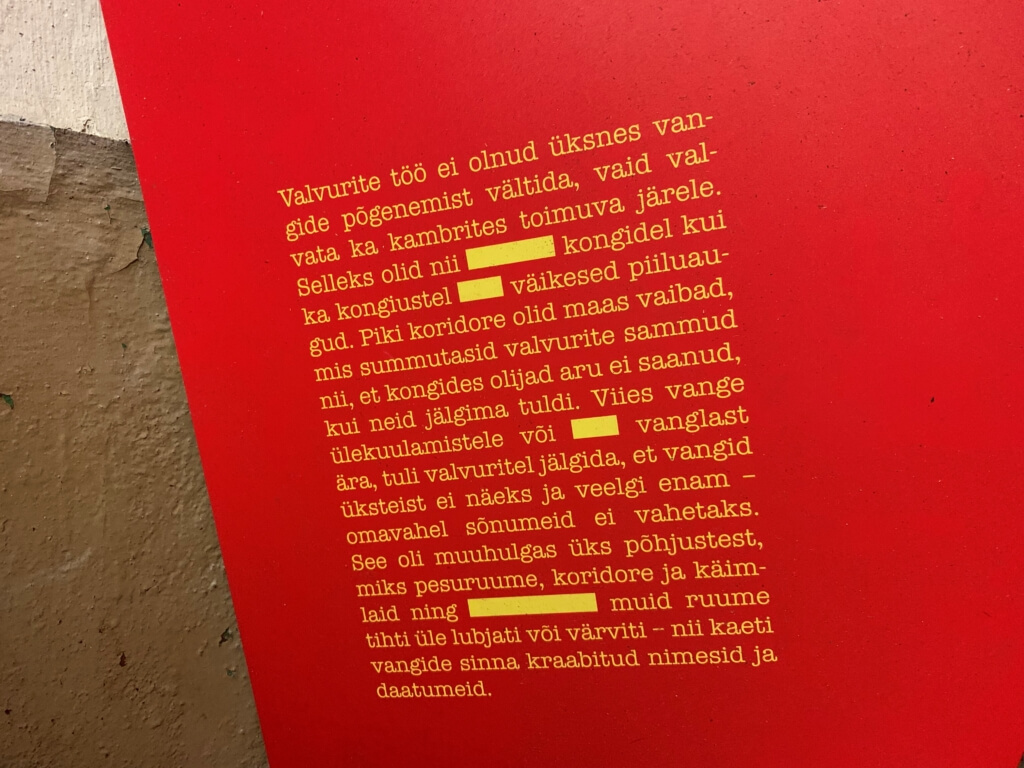 Valvurite töö ei olnud üksnes van-
gide põgenemist vältida, vaid val-
vata ka kambrites toimuva järele.
Selleks olid nii kongidel kui
ka kongiustel väikesed piiluau-
gud. Piki koridore olid maas vaibad,
mis summutasid valvurite sammud
nii, et kongides olijad aru ei saanud,
kui neid jälgima tuldi. Viies vange
ülekuulamistele või vanglast
ära, tuli valvuritel jälgida, et vangid
üksteist ei näeks ja veelgi enam –
omavahel sõnumeid ei vahetaks.
See oli muuhulgas üks põhjustest,
miks pesuruume, koridore ja käim-
laid ning muid ruume
tihti üle lubjati või värviti – nii kaeti
vangide sinna kraabitud nimesid ja
daatumeid.